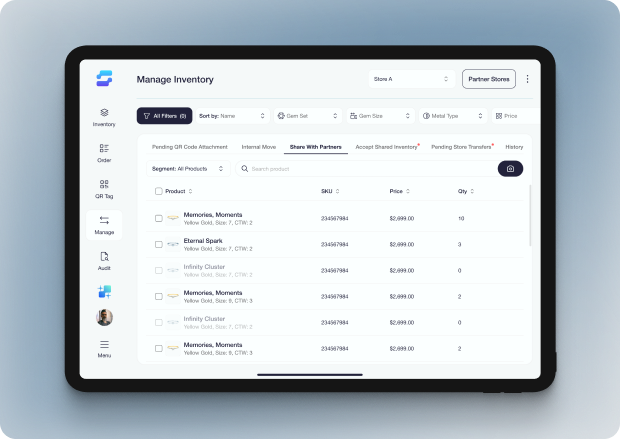 Manage Inventory
Store A
Partner Stores
All Filters (0)
Sort by: Name
Gem Set
Gem Size
Metal Type
Price
Inventory
Order
QR Tag
Manage
Audit
Menu
Pending QR Code Attachment
Internal Move
Share With Partners
Accept Shared Inventory
Pending Store Transfers
History
Segment: All Products
Search product
Product
SKU
Price
Qty
Memories, Moments
Yellow Gold, Size: 7, CTW: 2
234567984
$2,699.00
10
Eternal Spark
Yellow Gold, Size: 7, CTW: 2
234567984
$2,699.00
3
Infinity Cluster
Yellow Gold, Size: 7, CTW: 2
234567984
$2,699.00
0
Memories, Moments
Yellow Gold, Size: 9, CTW: 3
234567984
$2,699.00
2
Infinity Cluster
Yellow Gold, Size: 7, CTW: 2
234567984
$2,699.00
0
Memories, Moments
Yellow Gold, Size: 9, CTW: 3
234567984
$2,699.00
2